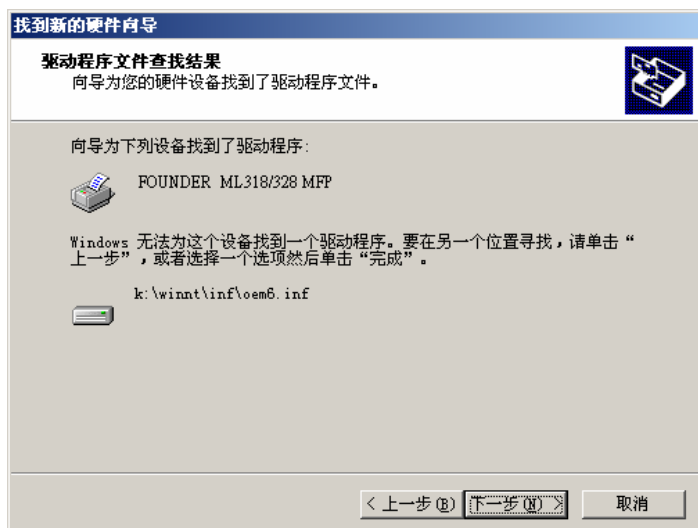 找到新的硬件向导
驱动程序文件查找结果
向导为您的硬件设备找到了驱动程序文件。
向导为下列设备找到了驱动程序:
FOUNDER ML318/328 MFP
Windows 无法为这个设备找到一个驱动程序。要在另一个位置寻找，请单击“
上一步”，或者选择一个选项然后单击“完成”。
k:\winnt\inf\oem6.inf
< 上一步(B) 下一步(N) > 取消